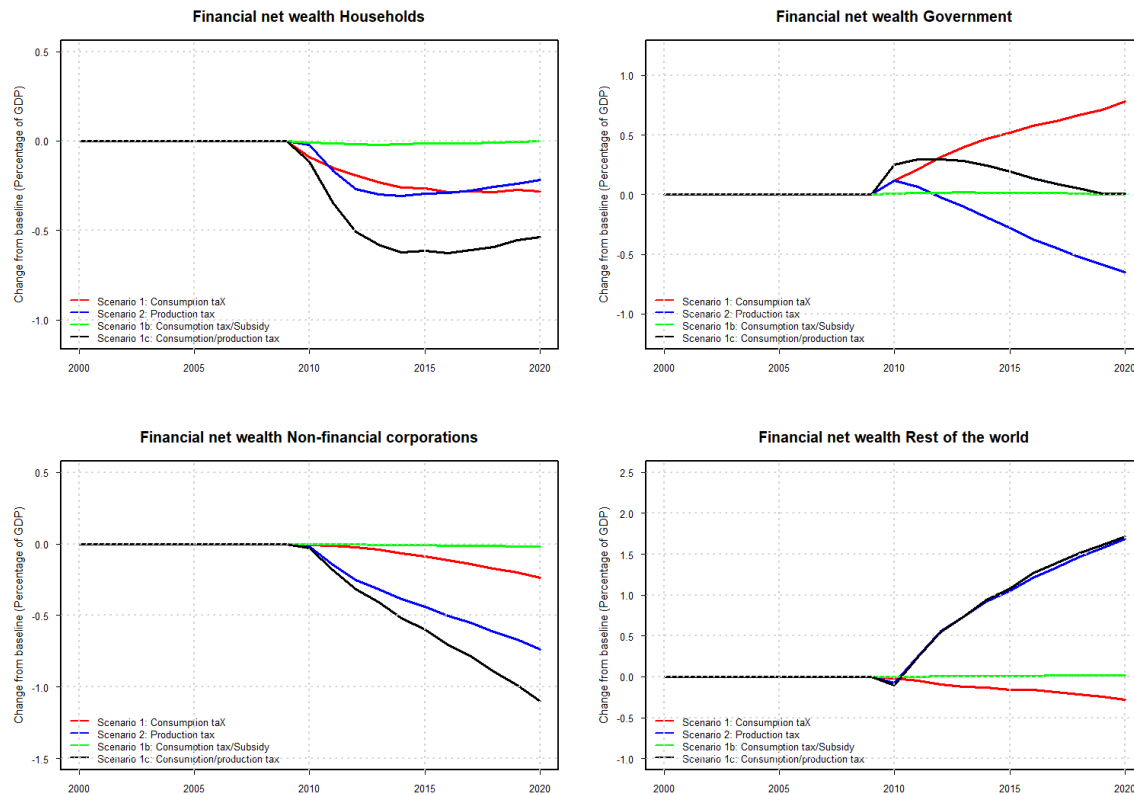 Financial net wealth Households
Change from baseline (Percentage of GDP)
0.5
0.0
-0.5
-1.0
Scenario 1: Consumption taX
Scenario 2: Production tax
Scenario 1b: Consumption tax/Subsidy
Scenario 1c: Consumption/production tax
2000 2005 2010 2015 2020
Financial net wealth Government
Change from baseline (Percentage of GDP)
1.0
0.5
0.0
-0.5
-1.0
Scenario 1: Consumption taX
Scenario 2: Production tax
Scenario 1b: Consumption tax/Subsidy
Scenario 1c: Consumption/production tax
2000 2005 2010 2015 2020
Financial net wealth Non-financial corporations
Change from baseline (Percentage of GDP)
0.5
0.0
-0.5
-1.0
-1.5
Scenario 1: Consumption taX
Scenario 2: Production tax
Scenario 1b: Consumption tax/Subsidy
Scenario 1c: Consumption/production tax
2000 2005 2010 2015 2020
Financial net wealth Rest of the world
Change from baseline (Percentage of GDP)
2.5
2.0
1.5
1.0
0.5
0.0
-0.5
-1.0
Scenario 1: Consumption taX
Scenario 2: Production tax
Scenario 1b: Consumption tax/Subsidy
Scenario 1c: Consumption/production tax
2000 2005 2010 2015 2020